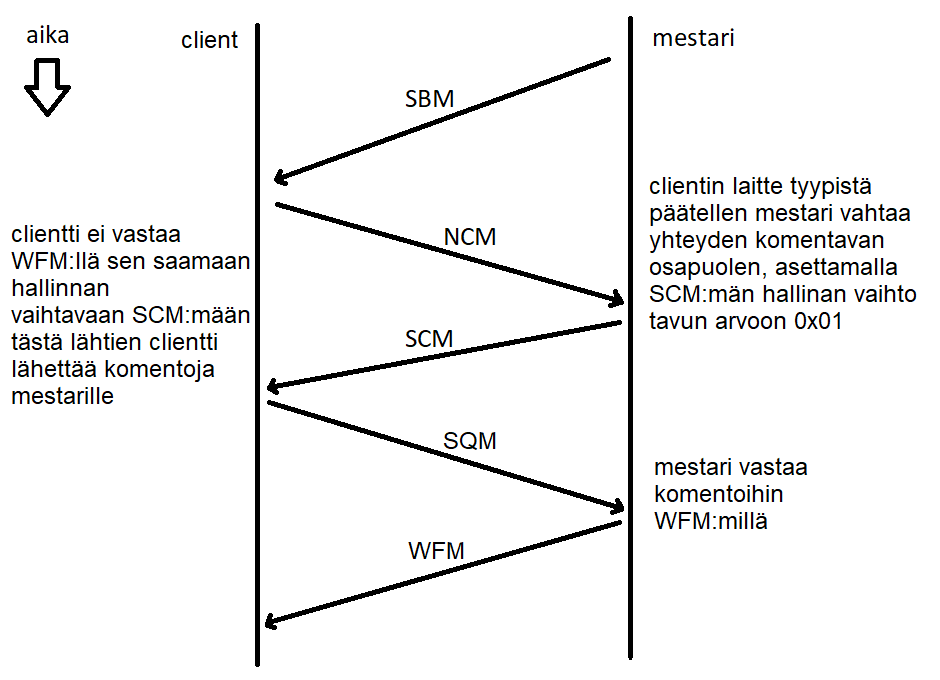 aika
client
mestari
SBM
clientin laitte tyypistä
päätellen mestari vahtaa
yhteyden komentavan
osapuolen, asettamalla
SCM:män hallinan vaihto
tavun arvoon 0x01
NCM
clientti ei vastaa
WFM:llä sen saamaan
hallinnan
vaihtavaan SCM:mään
tästä lähtien clientti
lähettää komentoja
mestarille
SCM
SQM
mestari vastaa
komentoihin
WFM:millä
WFM